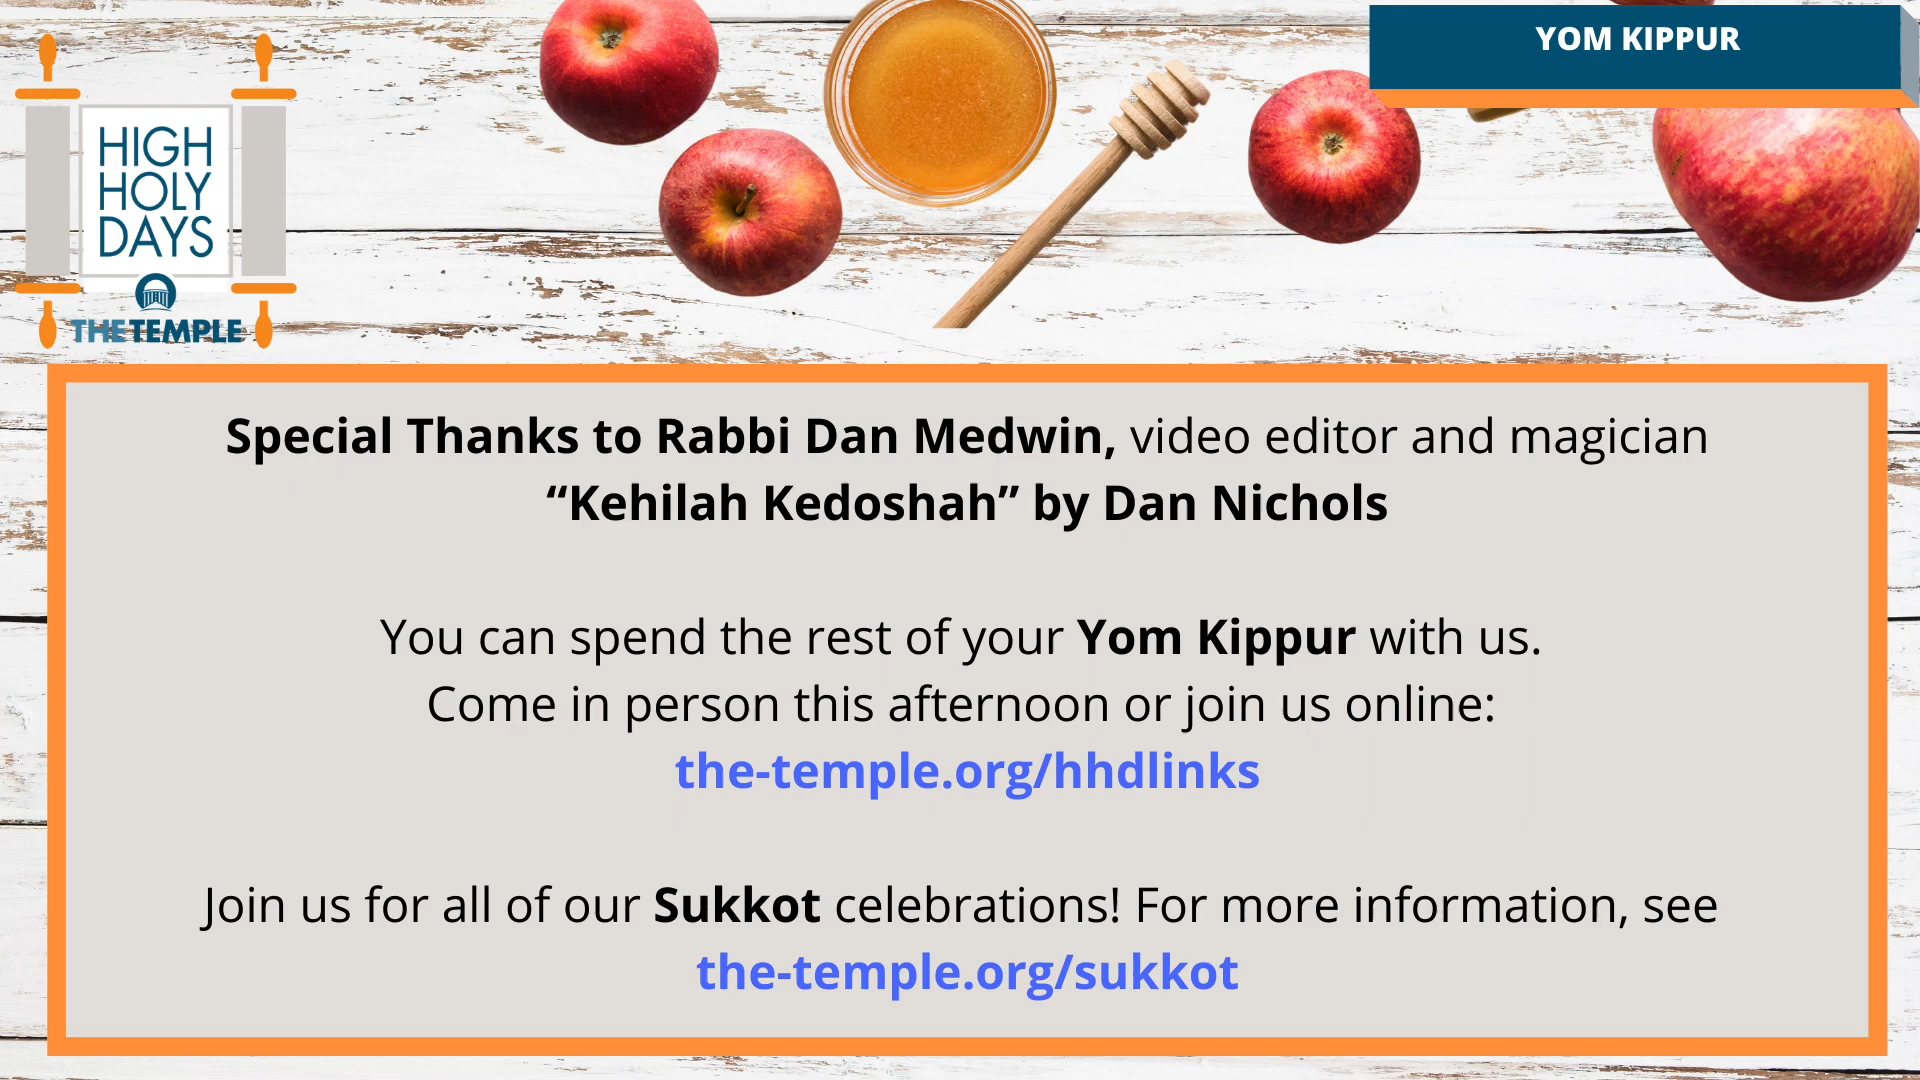 HIGH
HOLY
DAYS
THE TEMPLE
YOM KIPPUR
Special Thanks to Rabbi Dan Medwin, video editor and magician
“Kehilah Kedoshah” by Dan Nichols
You can spend the rest of your Yom Kippur with us.
Come in person this afternoon or join us online:
the-temple.org/hhdlinks
Join us for all of our Sukkot celebrations! For more information, see
the-temple.org/sukkot